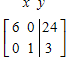 x y
[ 6 0 | 24 ]
[ 0 1 | 3 ]